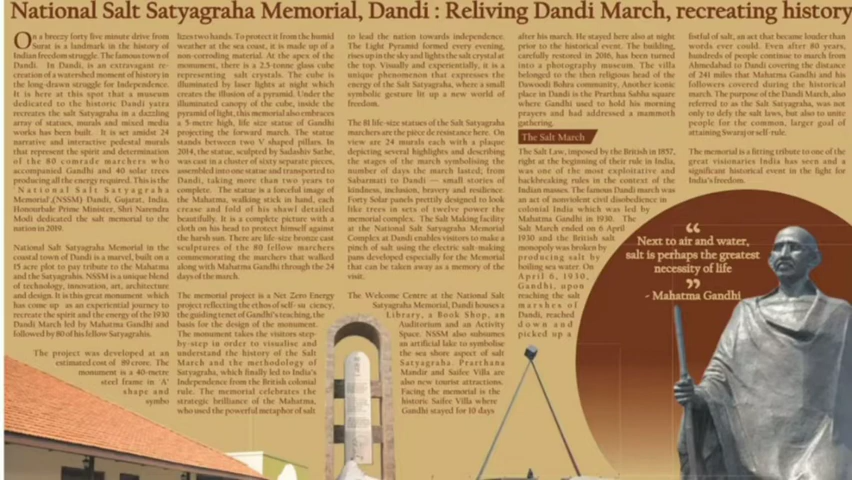 National Salt Satyagraha Memorial, Dandi : Reliving Dandi March, recreating history
On a breezy forty five minute drive from
Surat is a landmark in the history of
Indian freedom struggle. The famous town of
Dandi. In Dandi, is an extravagant re-
creation of a watershed moment of history in
the long-drawn struggle for Independence.
It is here at this spot that a museum
dedicated to the historic Dandi yatra
recreates the salt Satyagraha in a dazzling
array of statues, murals and mixed media
works has been built. It is set amidst 24
narrative and interactive pedestal murals
that represent the spirit and determination
of the 80 comrade marchers who
accompanied Gandhi and 40 solar trees
producing all the energy required. This is the
'National Salt Satyagraha
Memorial',(NSSM) Dandi, Gujarat, India.
Honourable Prime Minister, Shri Narendra
Modi dedicated the salt memorial to the
nation in 2019.
National Salt Satyagraha Memorial in the
coastal town of Dandi is a marvel, built on a
15 acre plot to pay tribute to the Mahatma
and the Satyagrahis. NSSM is a unique blend
of technology, innovation, art, architecture
and design. It is this great monument which
has come up as an experiential journey to
recreate the spirit and the energy of the 1930
Dandi March led by Mahatma Gandhi and
followed by 80 of his fellow Satyagrahis.
The project was developed at an
estimated cost of 89 crore. The
monument is a 40-metre
steel frame in A'
shape and
symbo
lizes two hands. To protect it from the humid
weather at the sea coast, it is made up of a
non-corroding material. At the apex of the
monument, there is a 2.5-tonne glass cube
representing salt crystals. The cube is
illuminated by laser lights at night which
creates the illusion of a pyramid. Under the
illuminated canopy of the cube, inside the
pyramid of light, this memorial also embraces
a 5-metre high, life size statue of Gandhi
projecting the forward march. The statue
stands between two V shaped pillars. In
2014, the statue, sculpted by Sadashiv Sathe,
was cast in a cluster of sixty separate pieces,
assembled into one statue and transported to
Dandi, taking more than two years to
complete. The statue is a forceful image of
the Mahatma, walking stick in hand, each
crease and fold of his shawl detailed
beautifully. It is a complete picture with a
cloth on his head to protect himself against
the harsh sun. There are life-size bronze cast
sculptures of the 80 fellow marchers
commemorating the marchers that walked
along with Mahatma Gandhi through the 24
days of the march.
The memorial project is a Net Zero Energy
project reflecting the ethos of self- su ciency,
the guiding tenet of Gandhi's teaching, the
basis for the design of the monument.
The monument takes the visitors step-
by-step in order to visualise and
understand the history of the Salt
March and the methodology of
Satyagraha, which finally led to India's
Independence from the British colonial
rule. The memorial celebrates the
strategic brilliance of the Mahatma,
who used the powerful metaphor of salt
to lead the nation towards independence.
The Light Pyramid formed every evening,
rises up in the sky and lights the salt crystal at
the top. Visually and experientially, it is a
unique phenomenon that expresses the
energy of the Salt Satyagraha, where a small
symbolic gesture lit up a new world of
freedom.
The 81 life-size statues of the Salt Satyagraha
marchers are the pièce de resistance here. On
view are 24 murals each with a plaque
depicting several highlights and describing
the stages of the march symbolising the
number of days the march lasted; from
Sabarmati to Dandi — small stories of
kindness, inclusion, bravery and resilience.
Forty Solar panels prettily designed to look
like trees in sets of twelve power the
memorial complex. The Salt Making facility
at the National Salt Satyagraha Memorial
Complex at Dandi enables visitors to make a
pinch of salt using the electric salt-making
pans developed especially for the Memorial
that can be taken away as a memory of the
visit.
The Welcome Centre at the National Salt
Satyagraha Memorial, Dandi houses a
Library, a Book Shop, an
Auditorium and an Activity
Space. NSSM also subsumes
an artificial lake to symbolise
the sea shore aspect of salt
Satyagraha. Prarthana
Mandir and Saifee Villa are
also new tourist attractions.
Facing the memorial is the
historic Saifee Villa where
Gandhi stayed for 10 days
after his march. He stayed here also at night
prior to the historical event. The building,
carefully restored in 2016, has been turned
into a photography museum. The villa
belonged to the then religious head of the
Dawoodi Bohra community, Another iconic
place in Dandi is the Prarthna Sabha square
where Gandhi used to hold his morning
prayers and had addressed a mammoth
gathering.
The Salt March
The Salt Law, imposed by the British in 1857,
right at the beginning of their rule in India,
was one of the most exploitative and
backbreaking rules in the context of the
Indian masses. The famous Dandi march was
an act of nonviolent civil disobedience in
colonial India which was led by
Mahatma Gandhi in 1930. The
Salt March ended on 6 April
1930 and the British salt
monopoly was broken by
producing salt by
boiling sea water. On
April 6, 1930,
Gandhi, upon
reaching the salt
marshes of
Dandi, reached
down and
picked up a
fistful of salt, an act that became louder than
words ever could. Even after 80 years,
hundreds of people continue to march from
Ahmedabad to Dandi covering the distance
of 241 miles that Mahatma Gandhi and his
followers covered during the historical
march. The purpose of the Dandi March, also
referred to as the Salt Satyagraha, was not
only to defy the salt laws, but also to unite
people for the common, larger goal of
attaining Swaraj or self-rule.
The memorial is a fitting tribute to one of the
great visionaries India has seen and a
significant historical event in the fight for
India's freedom.
“
Next to air and water,
salt is perhaps the greatest
necessity of life
”
- Mahatma Gandhi